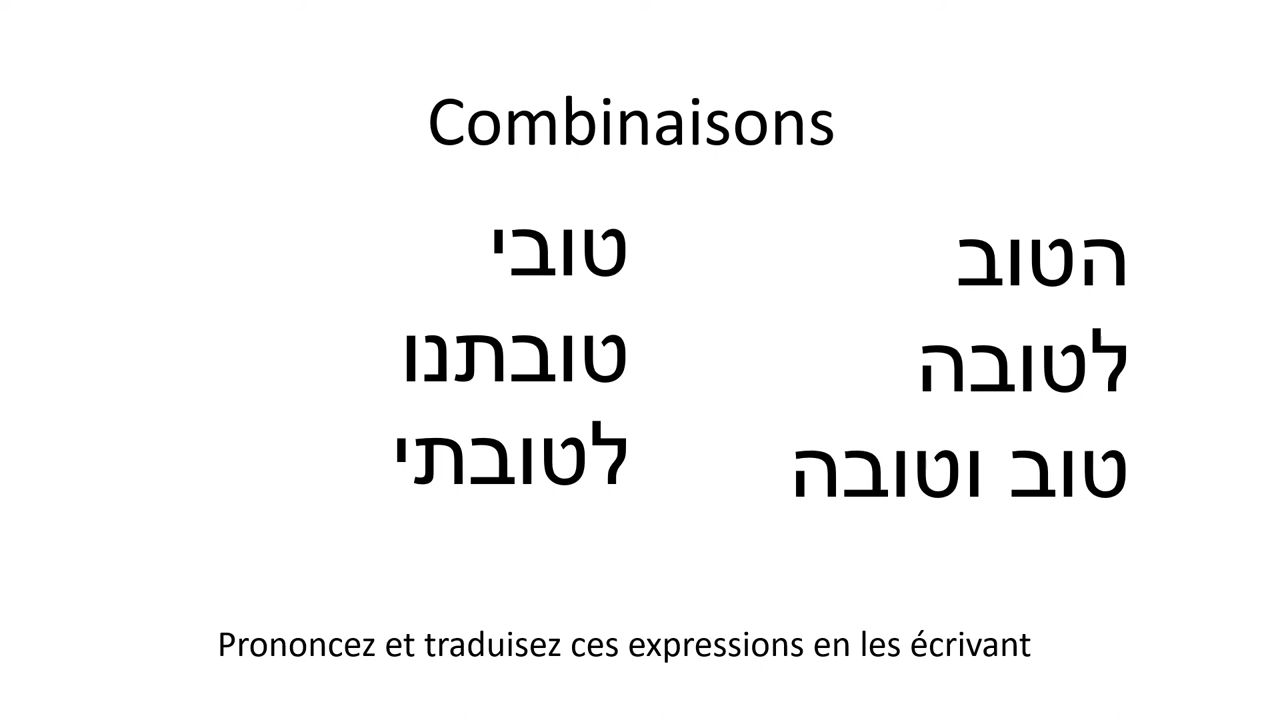 Combinaisons
הטוב
לטובה
טוב וטובה
טובי
טובתנו
לטובתי
Prononcez et traduisez ces expressions en les écrivant